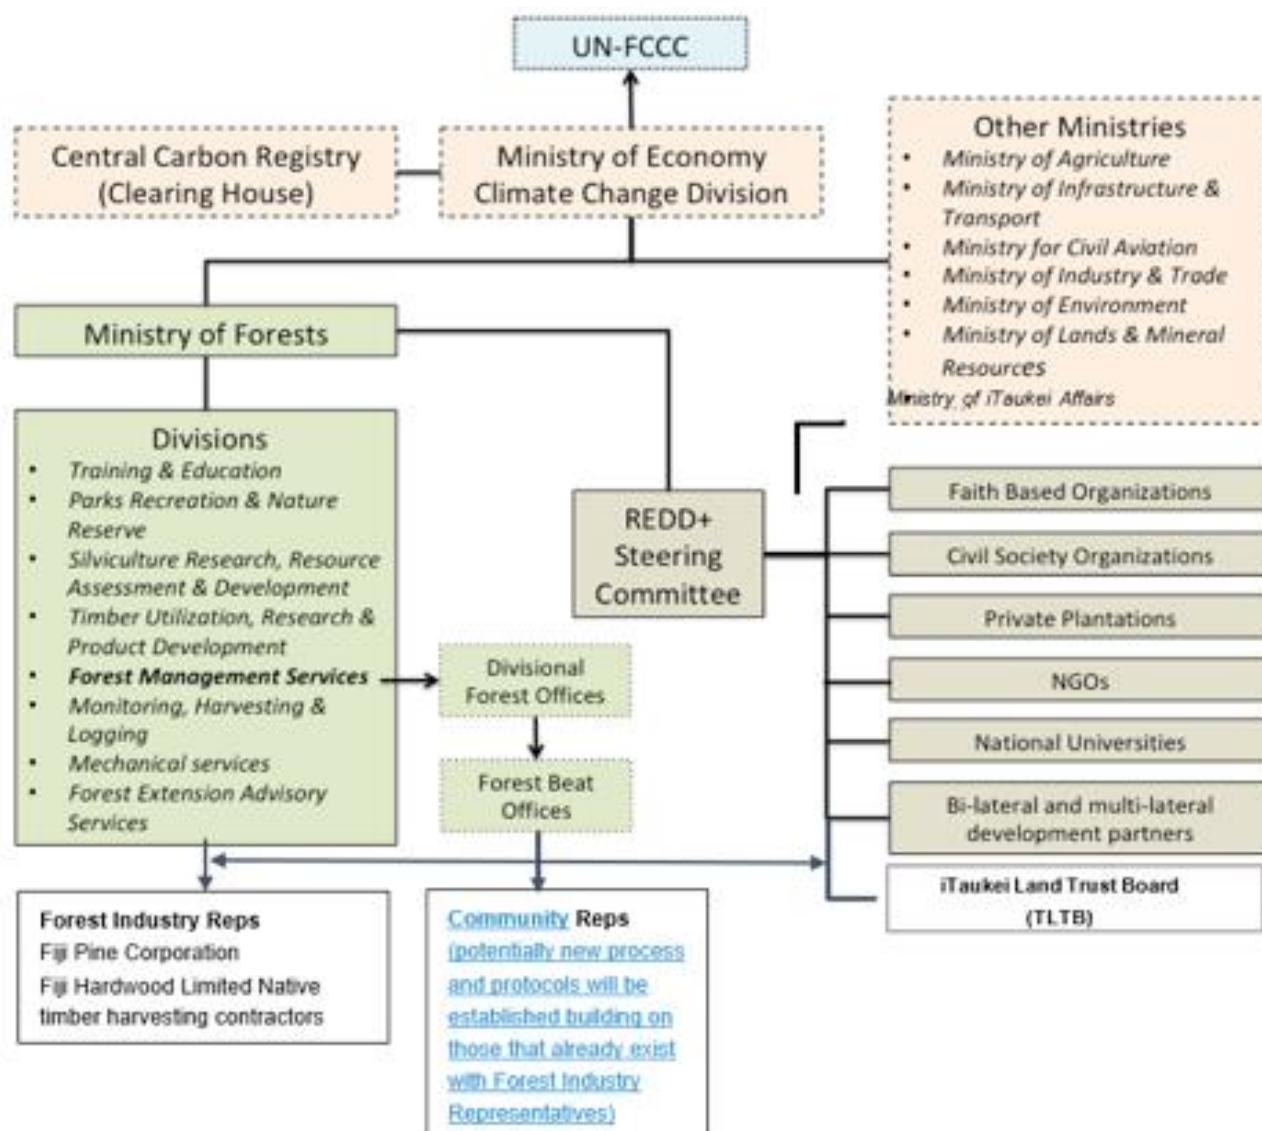 UN-FCCC
Central Carbon Registry
(Clearing House)
Ministry of Economy
Climate Change Division
Other Ministries
• Ministry of Agriculture
• Ministry of Infrastructure &
Transport
• Ministry for Civil Aviation
• Ministry of Industry & Trade
• Ministry of Environment
• Ministry of Lands & Mineral
Resources
Ministry of iTaukei Affairs
Ministry of Forests
Divisions
• Training & Education
• Parks Recreation & Nature
Reserve
• Silviculture Research, Resource
Assessment & Development
• Timber Utilization, Research &
Product Development
• Forest Management Services
• Monitoring, Harvesting &
Logging
• Mechanical services
• Forest Extension Advisory
Services
Divisional
Forest Offices
Forest Beat
Offices
REDD+
Steering
Committee
Faith Based Organizations
Civil Society Organizations
Private Plantations
NGOs
National Universities
Bi-lateral and multi-lateral
development partners
iTaukei Land Trust Board
(TLTB)
Forest Industry Reps
Fiji Pine Corporation
Fiji Hardwood Limited Native
timber harvesting contractors
Community Reps
(potentially new process
and protocols will be
established building on
those that already exist
with Forest Industry
Representatives)